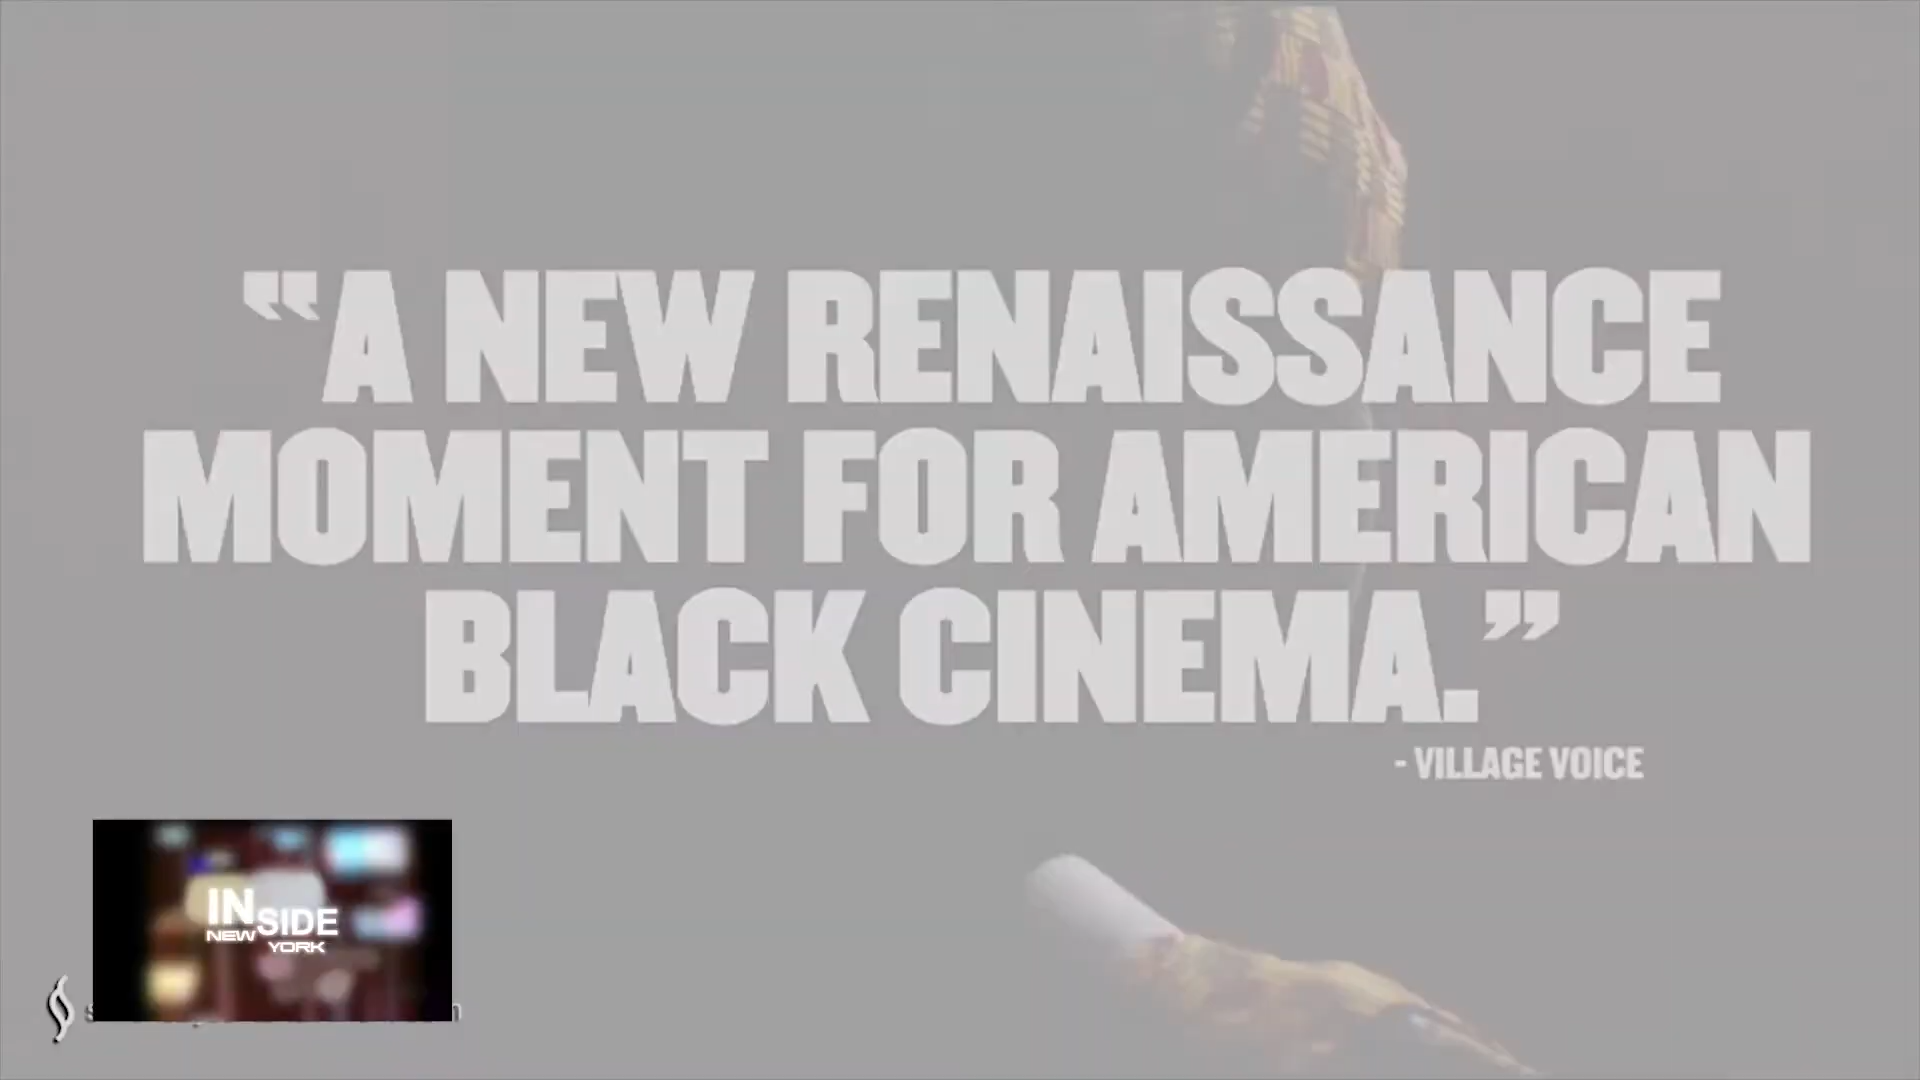 “A NEW RENAISSANCE
MOMENT FOR AMERICAN
BLACK CINEMA.”
- VILLAGE VOICE
INSIDE
NEW YORK